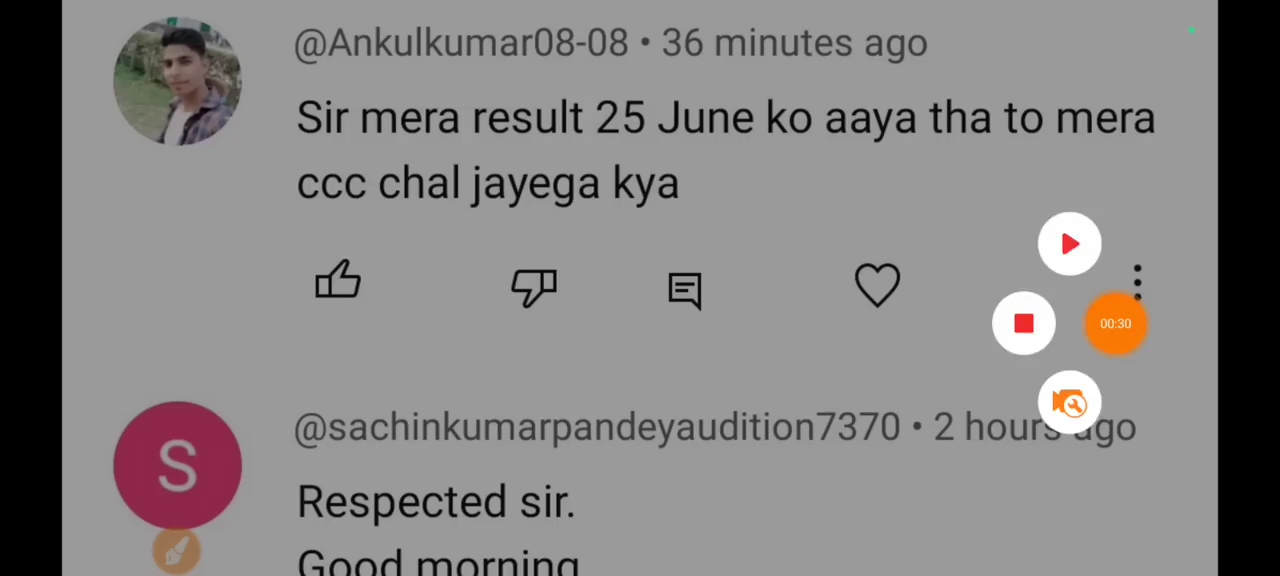 @Ankulkumar08-08 • 36 minutes ago
Sir mera result 25 June ko aaya tha to mera
ccc chal jayega kya
00:30
S
@sachinkumarpandeyaudition7370 • 2 hours ago
Respected sir.
Good morning